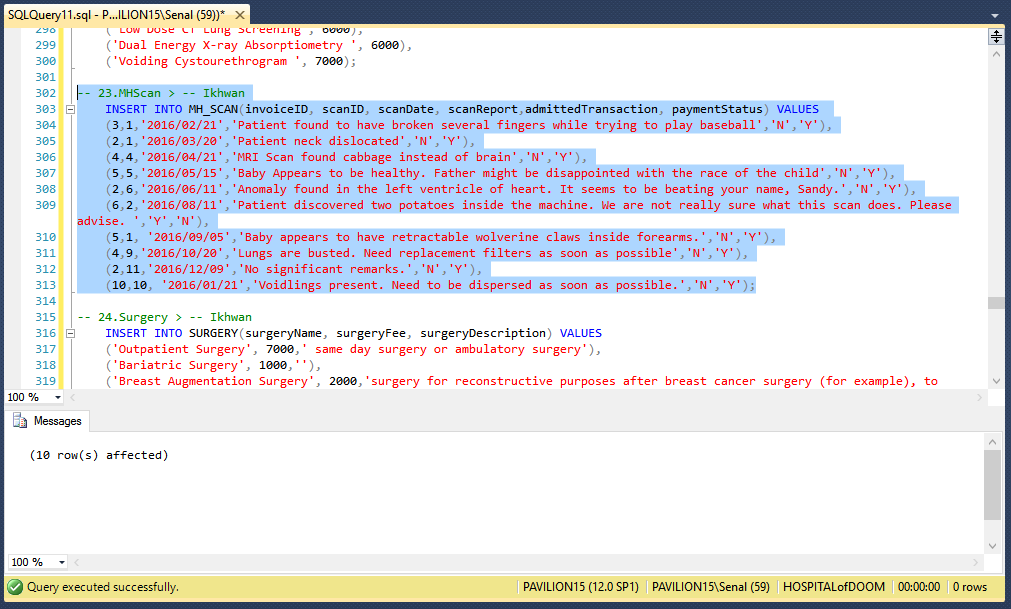 SQLQuery11.sql - P...ILION15\Senal (59))*
298 ('Low Dose CT Lung Screening', 6000),
299 ('Dual Energy X-ray Absorptiometry ', 6000),
300 ('Voiding Cystourethrogram ', 7000);
301
302 -- 23.MHScan > -- Ikhwan
303 INSERT INTO MH_SCAN(invoiceID, scanID, scanDate, scanReport,admittedTransaction, paymentStatus) VALUES
304 (3,1,'2016/02/21','Patient found to have broken several fingers while trying to play baseball','N','Y'),
305 (2,1,'2016/03/20','Patient neck dislocated','N','Y'),
306 (4,4,'2016/04/21','MRI Scan found cabbage instead of brain','N','Y'),
307 (5,5,'2016/05/15','Baby Appears to be healthy. Father might be disappointed with the race of the child','N','Y'),
308 (2,6,'2016/06/11','Anomaly found in the left ventricle of heart. It seems to be beating your name, Sandy.','N','Y'),
309 (6,2,'2016/08/11','Patient discovered two potatoes inside the machine. We are not really sure what this scan does. Please
advise. ','Y','N'),
310 (5,1, '2016/09/05','Baby appears to have retractable wolverine claws inside forearms.','N','Y'),
311 (4,9,'2016/10/20','Lungs are busted. Need replacement filters as soon as possible','N','Y'),
312 (2,11,'2016/12/09','No significant remarks.','N','Y'),
313 (10,10, '2016/01/21','Voidlings present. Need to be dispersed as soon as possible.','N','Y');
314
315 -- 24.Surgery > -- Ikhwan
316 INSERT INTO SURGERY(surgeryName, surgeryFee, surgeryDescription) VALUES
317 ('Outpatient Surgery', 7000,' same day surgery or ambulatory surgery'),
318 ('Bariatric Surgery', 1000,''),
319 ('Breast Augmentation Surgery', 2000,'surgery for reconstructive purposes after breast cancer surgery (for example), to
100 %
Messages
(10 row(s) affected)
100 %
Query executed successfully. PAVILION15 (12.0 SP1) PAVILION15\Senal (59) HOSPITALofDOOM 00:00:00 0 rows